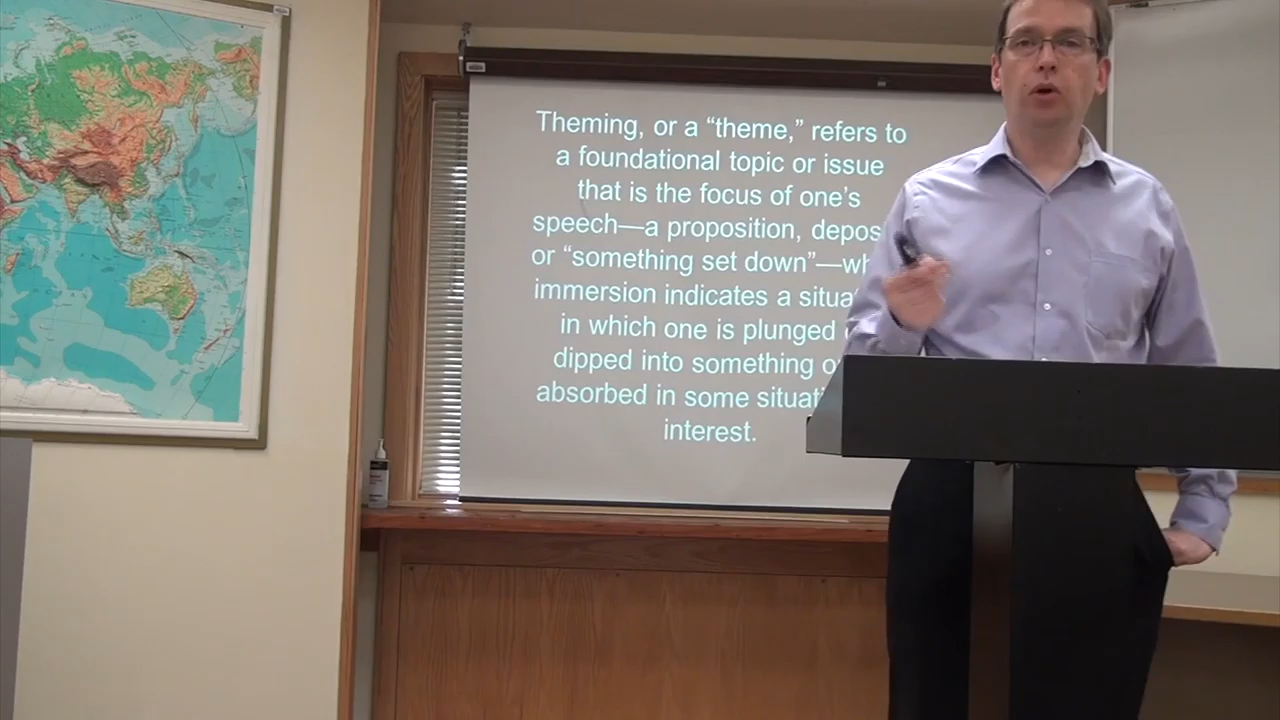 Theming, or a “theme,” refers to
a foundational topic or issue
that is the focus of one’s
speech—a proposition,
or “something set down”—
immersion indicates a
in which one is plunged
dipped into something
absorbed in some
interest.